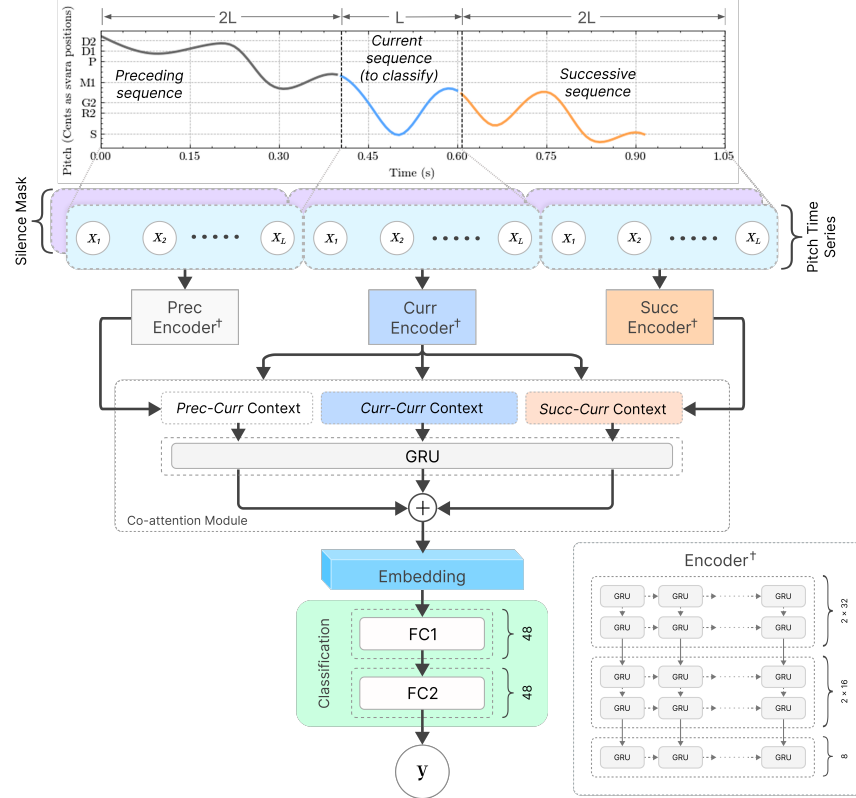 2L L 2L
Pitch (Cents as svara positions)
D2
D1
P
M1
G2
R2
S
Preceding
sequence
Current
sequence
(to classify)
Successive
sequence
0.00 0.15 0.30 0.45 0.60 0.75 0.90 1.05
Time (s)
Silence Mask
X1 X2 ..... XL X1 X2 ..... XL X1 X2 ..... XL
Pitch Time
Series
Prec
Encoder†
Curr
Encoder†
Succ
Encoder†
Prec-Curr Context Curr-Curr Context Succ-Curr Context
GRU
+
Co-attention Module
Embedding
Classification
FC1
48
FC2
48
y
Encoder†
GRU GRU GRU
GRU GRU GRU
2 × 32
GRU GRU GRU
GRU GRU GRU
2 × 16
GRU GRU GRU
8